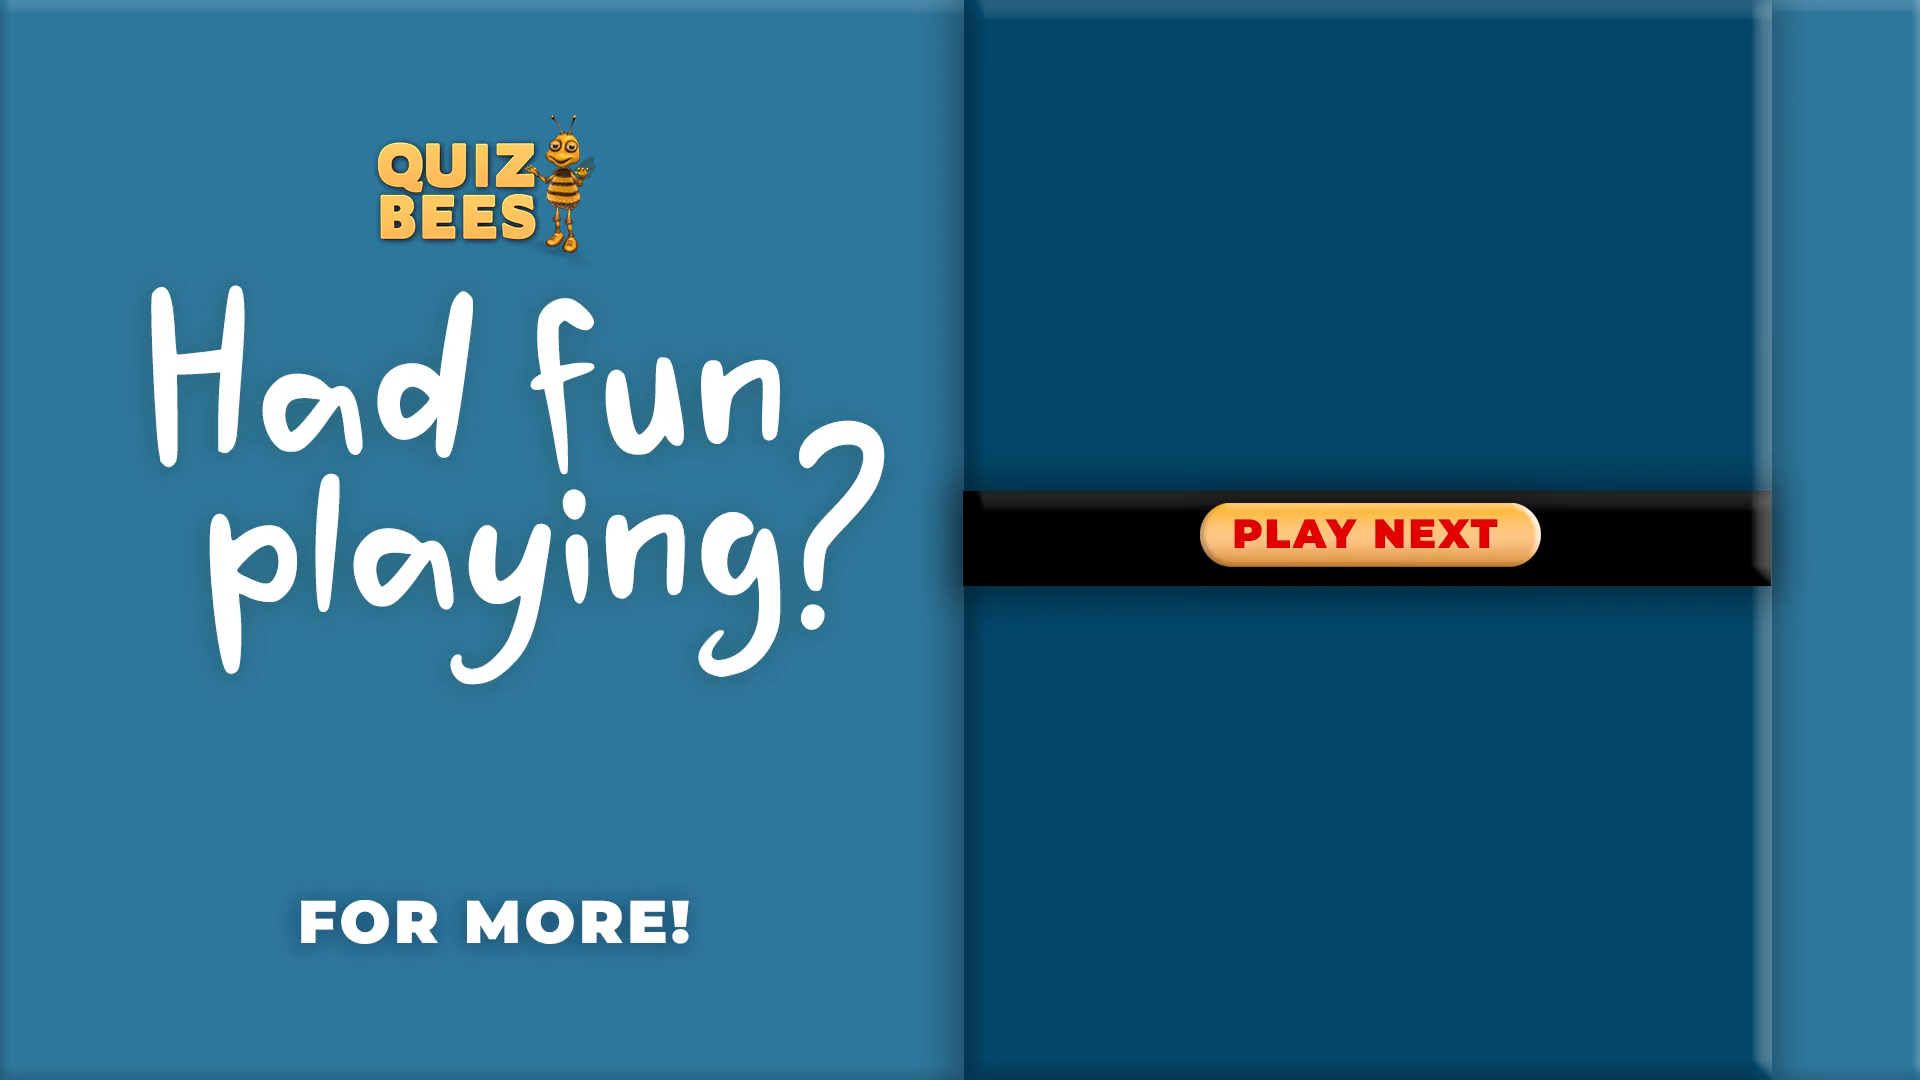 QUIZ
BEES
Had fun
playing?
FOR MORE!
PLAY NEXT